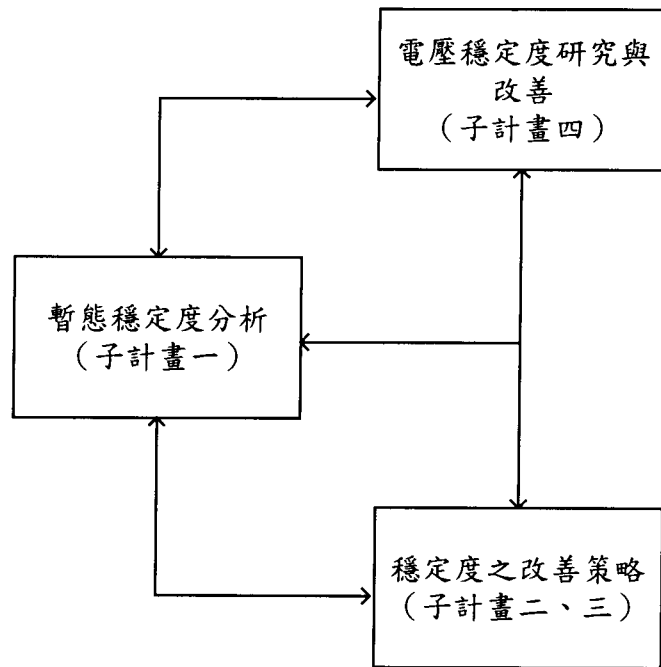 電壓穩定度研究與
改善
（子計畫四）
暫態穩定度分析
（子計畫一）
穩定度之改善策略
（子計畫二、三）